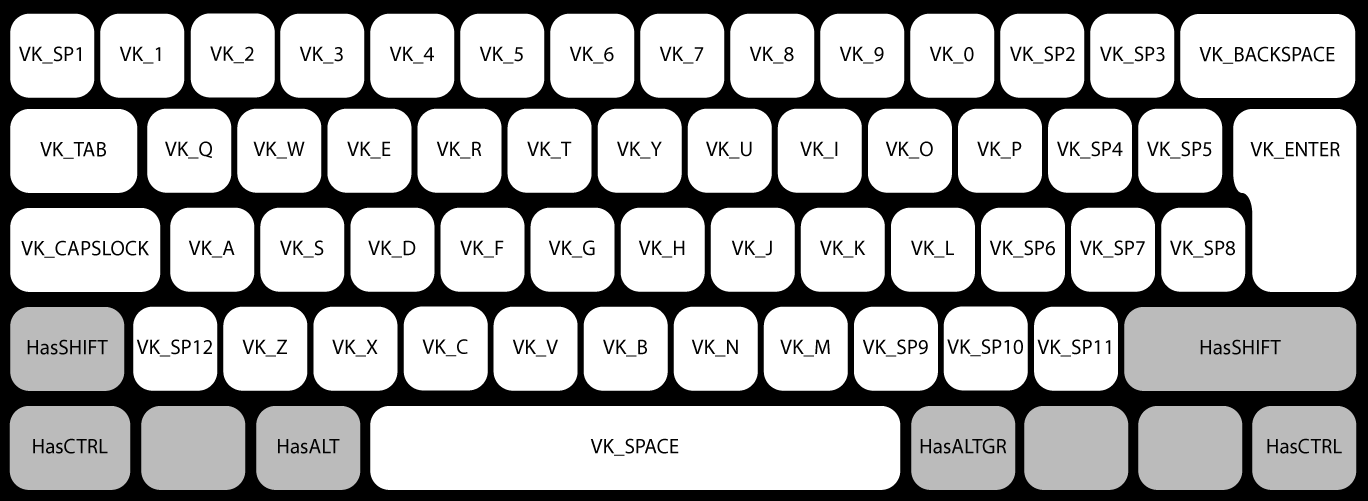 VK_SP1 VK_1 VK_2 VK_3 VK_4 VK_5 VK_6 VK_7 VK_8 VK_9 VK_0 VK_SP2 VK_SP3 VK_BACKSPACE
VK_TAB VK_Q VK_W VK_E VK_R VK_T VK_Y VK_U VK_I VK_O VK_P VK_SP4 VK_SP5 VK_ENTER
VK_CAPSLOCK VK_A VK_S VK_D VK_F VK_G VK_H VK_J VK_K VK_L VK_SP6 VK_SP7 VK_SP8
HasSHIFT VK_SP12 VK_Z VK_X VK_C VK_V VK_B VK_N VK_M VK_SP9 VK_SP10 VK_SP11 HasSHIFT
HasCTRL HasALT VK_SPACE HasALTGR HasCTRL